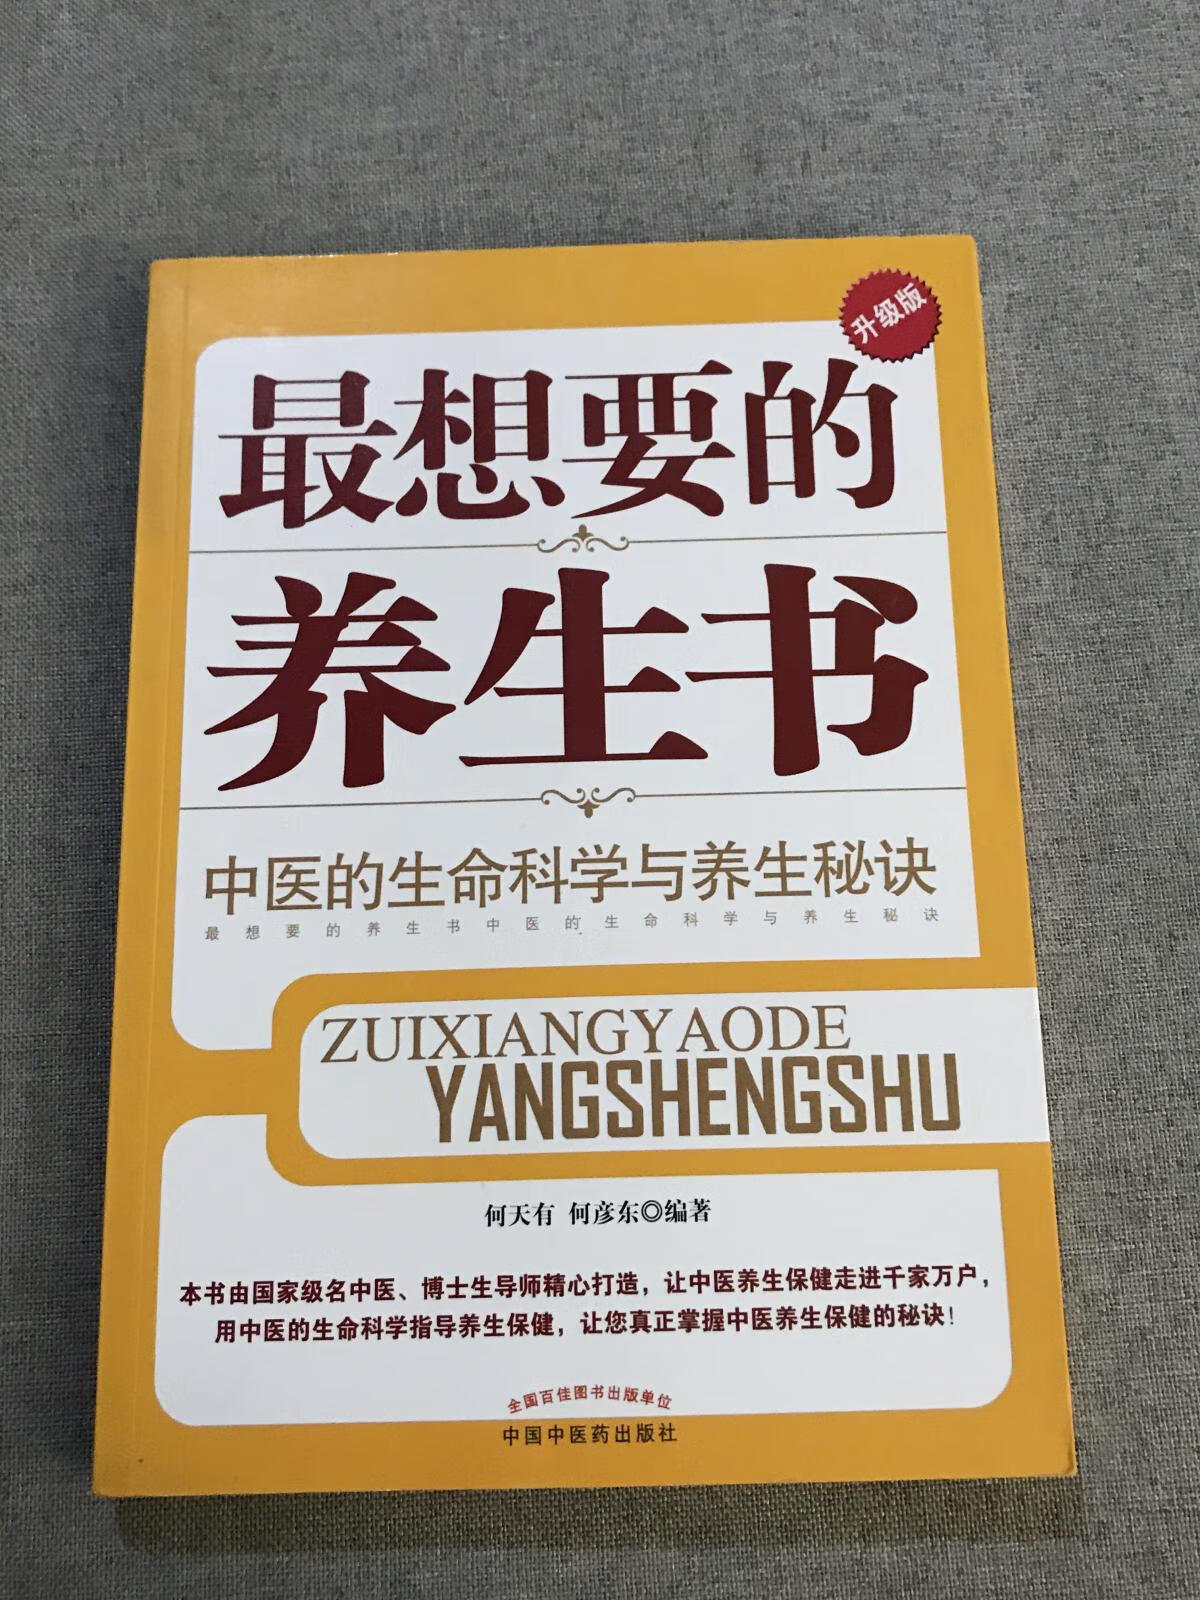 升级版
最想要的
养生书
中医的生命科学与养生秘诀
最想要的养生书中医的生命科学与养生秘诀
ZUIXIANGYAODE
YANGSHENGSHU
何天有 何彦东◎编著
本书由国家级名中医、博士生导师精心打造，让中医养生保健走进千家万户，
用中医的生命科学指导养生保健，让您真正掌握中医养生保健的秘诀！
全国百佳图书出版单位
中国中医药出版社